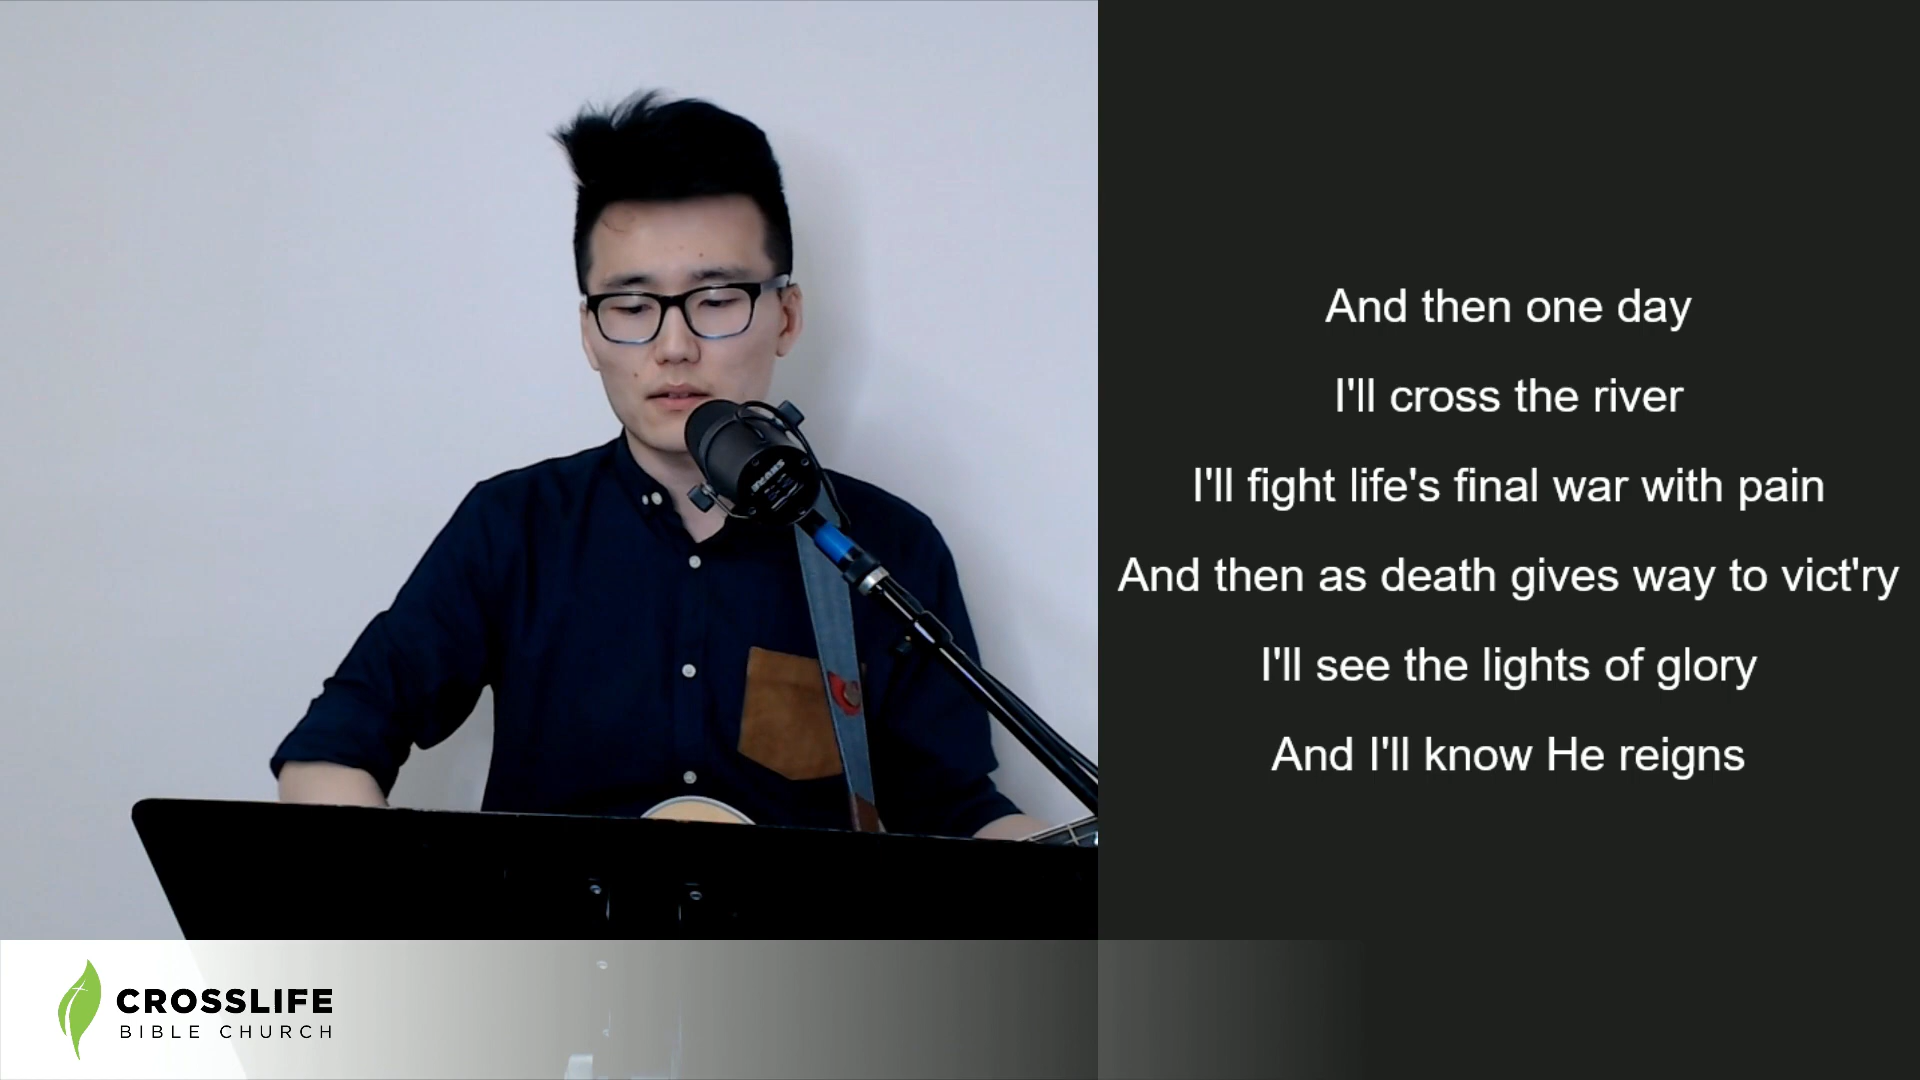 And then one day
I'll cross the river
I'll fight life's final war with pain
And then as death gives way to vict'ry
I'll see the lights of glory
And I'll know He reigns
SHURE
CROSSLIFE
BIBLE CHURCH